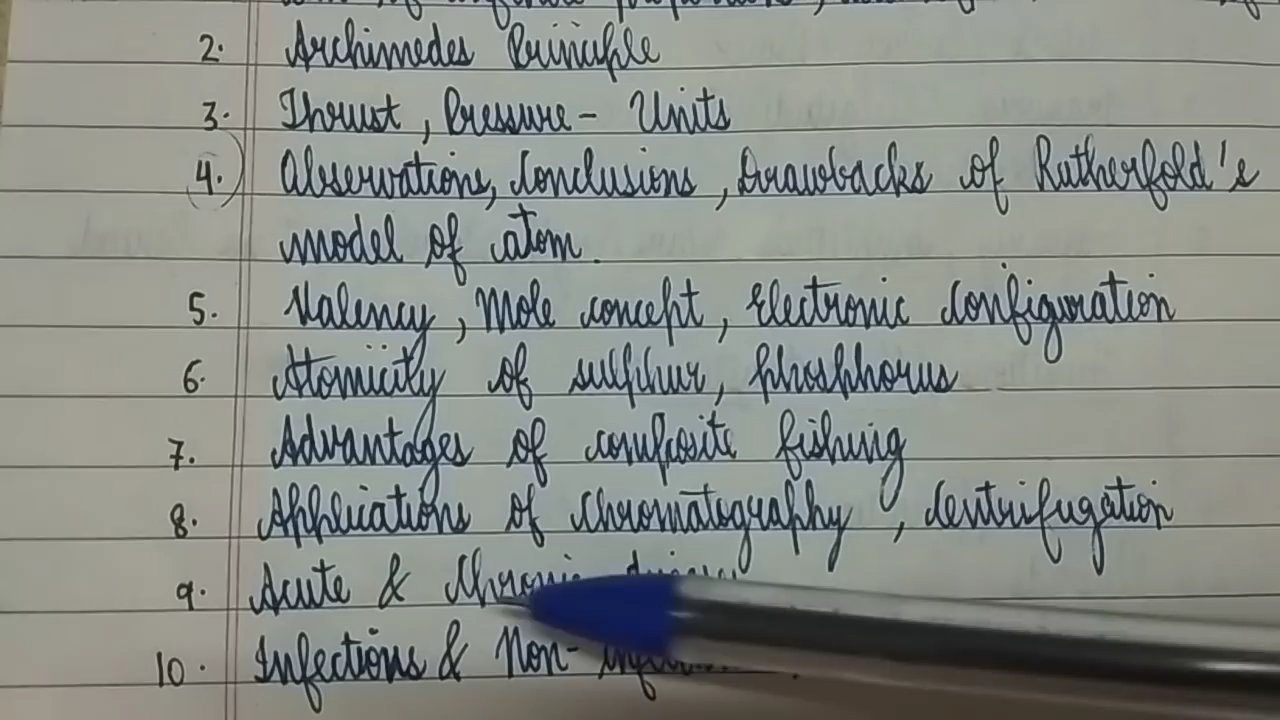 2. Archimedes Principle
3. Thrust, Pressure - Units
4. Observations, Conclusions, Drawbacks of Rutherfold's
model of atom.
5. Valency, Mole concept, Electronic Configuration
6. Atomicity of sulphur, phosphorus
7. Advantages of composite fishing
8. Applications of Chromatography, Centrifugation
9. Acute & Chronic
10. Infections & Non-